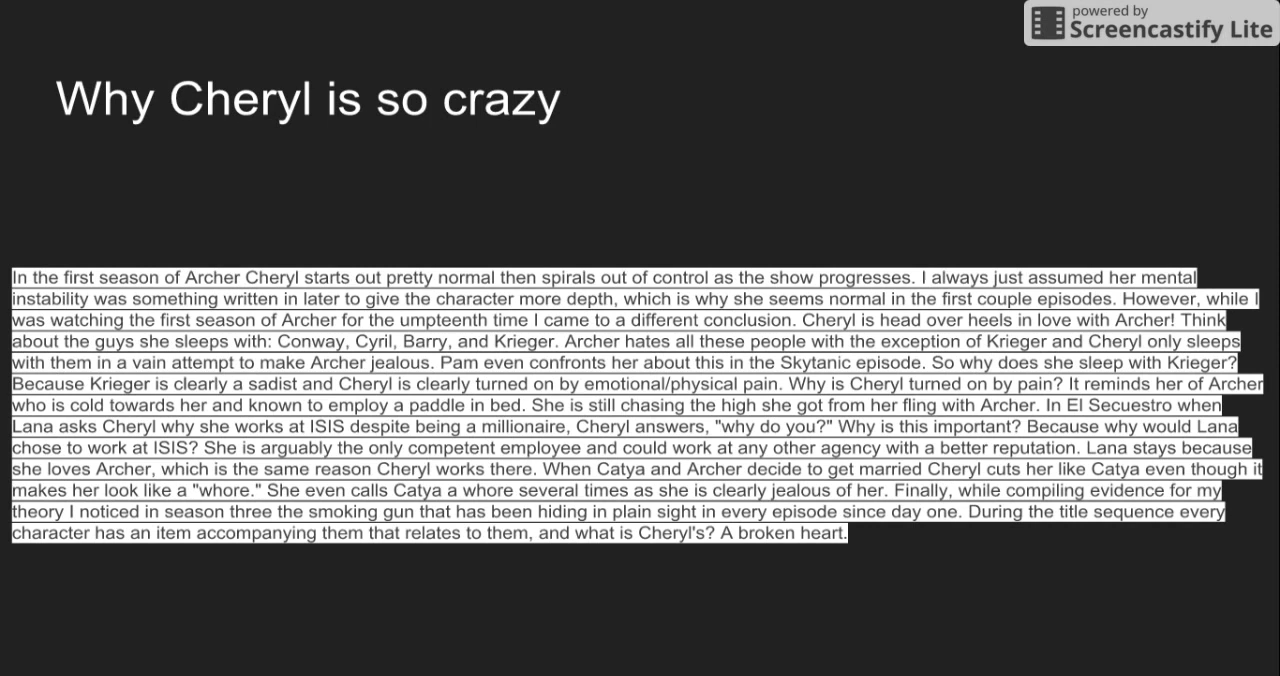 powered by
Screencastify Lite
Why Cheryl is so crazy
In the first season of Archer Cheryl starts out pretty normal then spirals out of control as the show progresses. I always just assumed her mental
instability was something written in later to give the character more depth, which is why she seems normal in the first couple episodes. However, while I
was watching the first season of Archer for the umpteenth time I came to a different conclusion. Cheryl is head over heels in love with Archer! Think
about the guys she sleeps with: Conway, Cyril, Barry, and Krieger. Archer hates all these people with the exception of Krieger and Cheryl only sleeps
with them in a vain attempt to make Archer jealous. Pam even confronts her about this in the Skytanic episode. So why does she sleep with Krieger?
Because Krieger is clearly a sadist and Cheryl is clearly turned on by emotional/physical pain. Why is Cheryl turned on by pain? It reminds her of Archer
who is cold towards her and known to employ a paddle in bed. She is still chasing the high she got from her fling with Archer. In El Secuestro when
Lana asks Cheryl why she works at ISIS despite being a millionaire, Cheryl answers, "why do you?" Why is this important? Because why would Lana
chose to work at ISIS? She is arguably the only competent employee and could work at any other agency with a better reputation. Lana stays because
she loves Archer, which is the same reason Cheryl works there. When Catya and Archer decide to get married Cheryl cuts her like Catya even though it
makes her look like a "whore." She even calls Catya a whore several times as she is clearly jealous of her. Finally, while compiling evidence for my
theory I noticed in season three the smoking gun that has been hiding in plain sight in every episode since day one. During the title sequence every
character has an item accompanying them that relates to them, and what is Cheryl's? A broken heart.